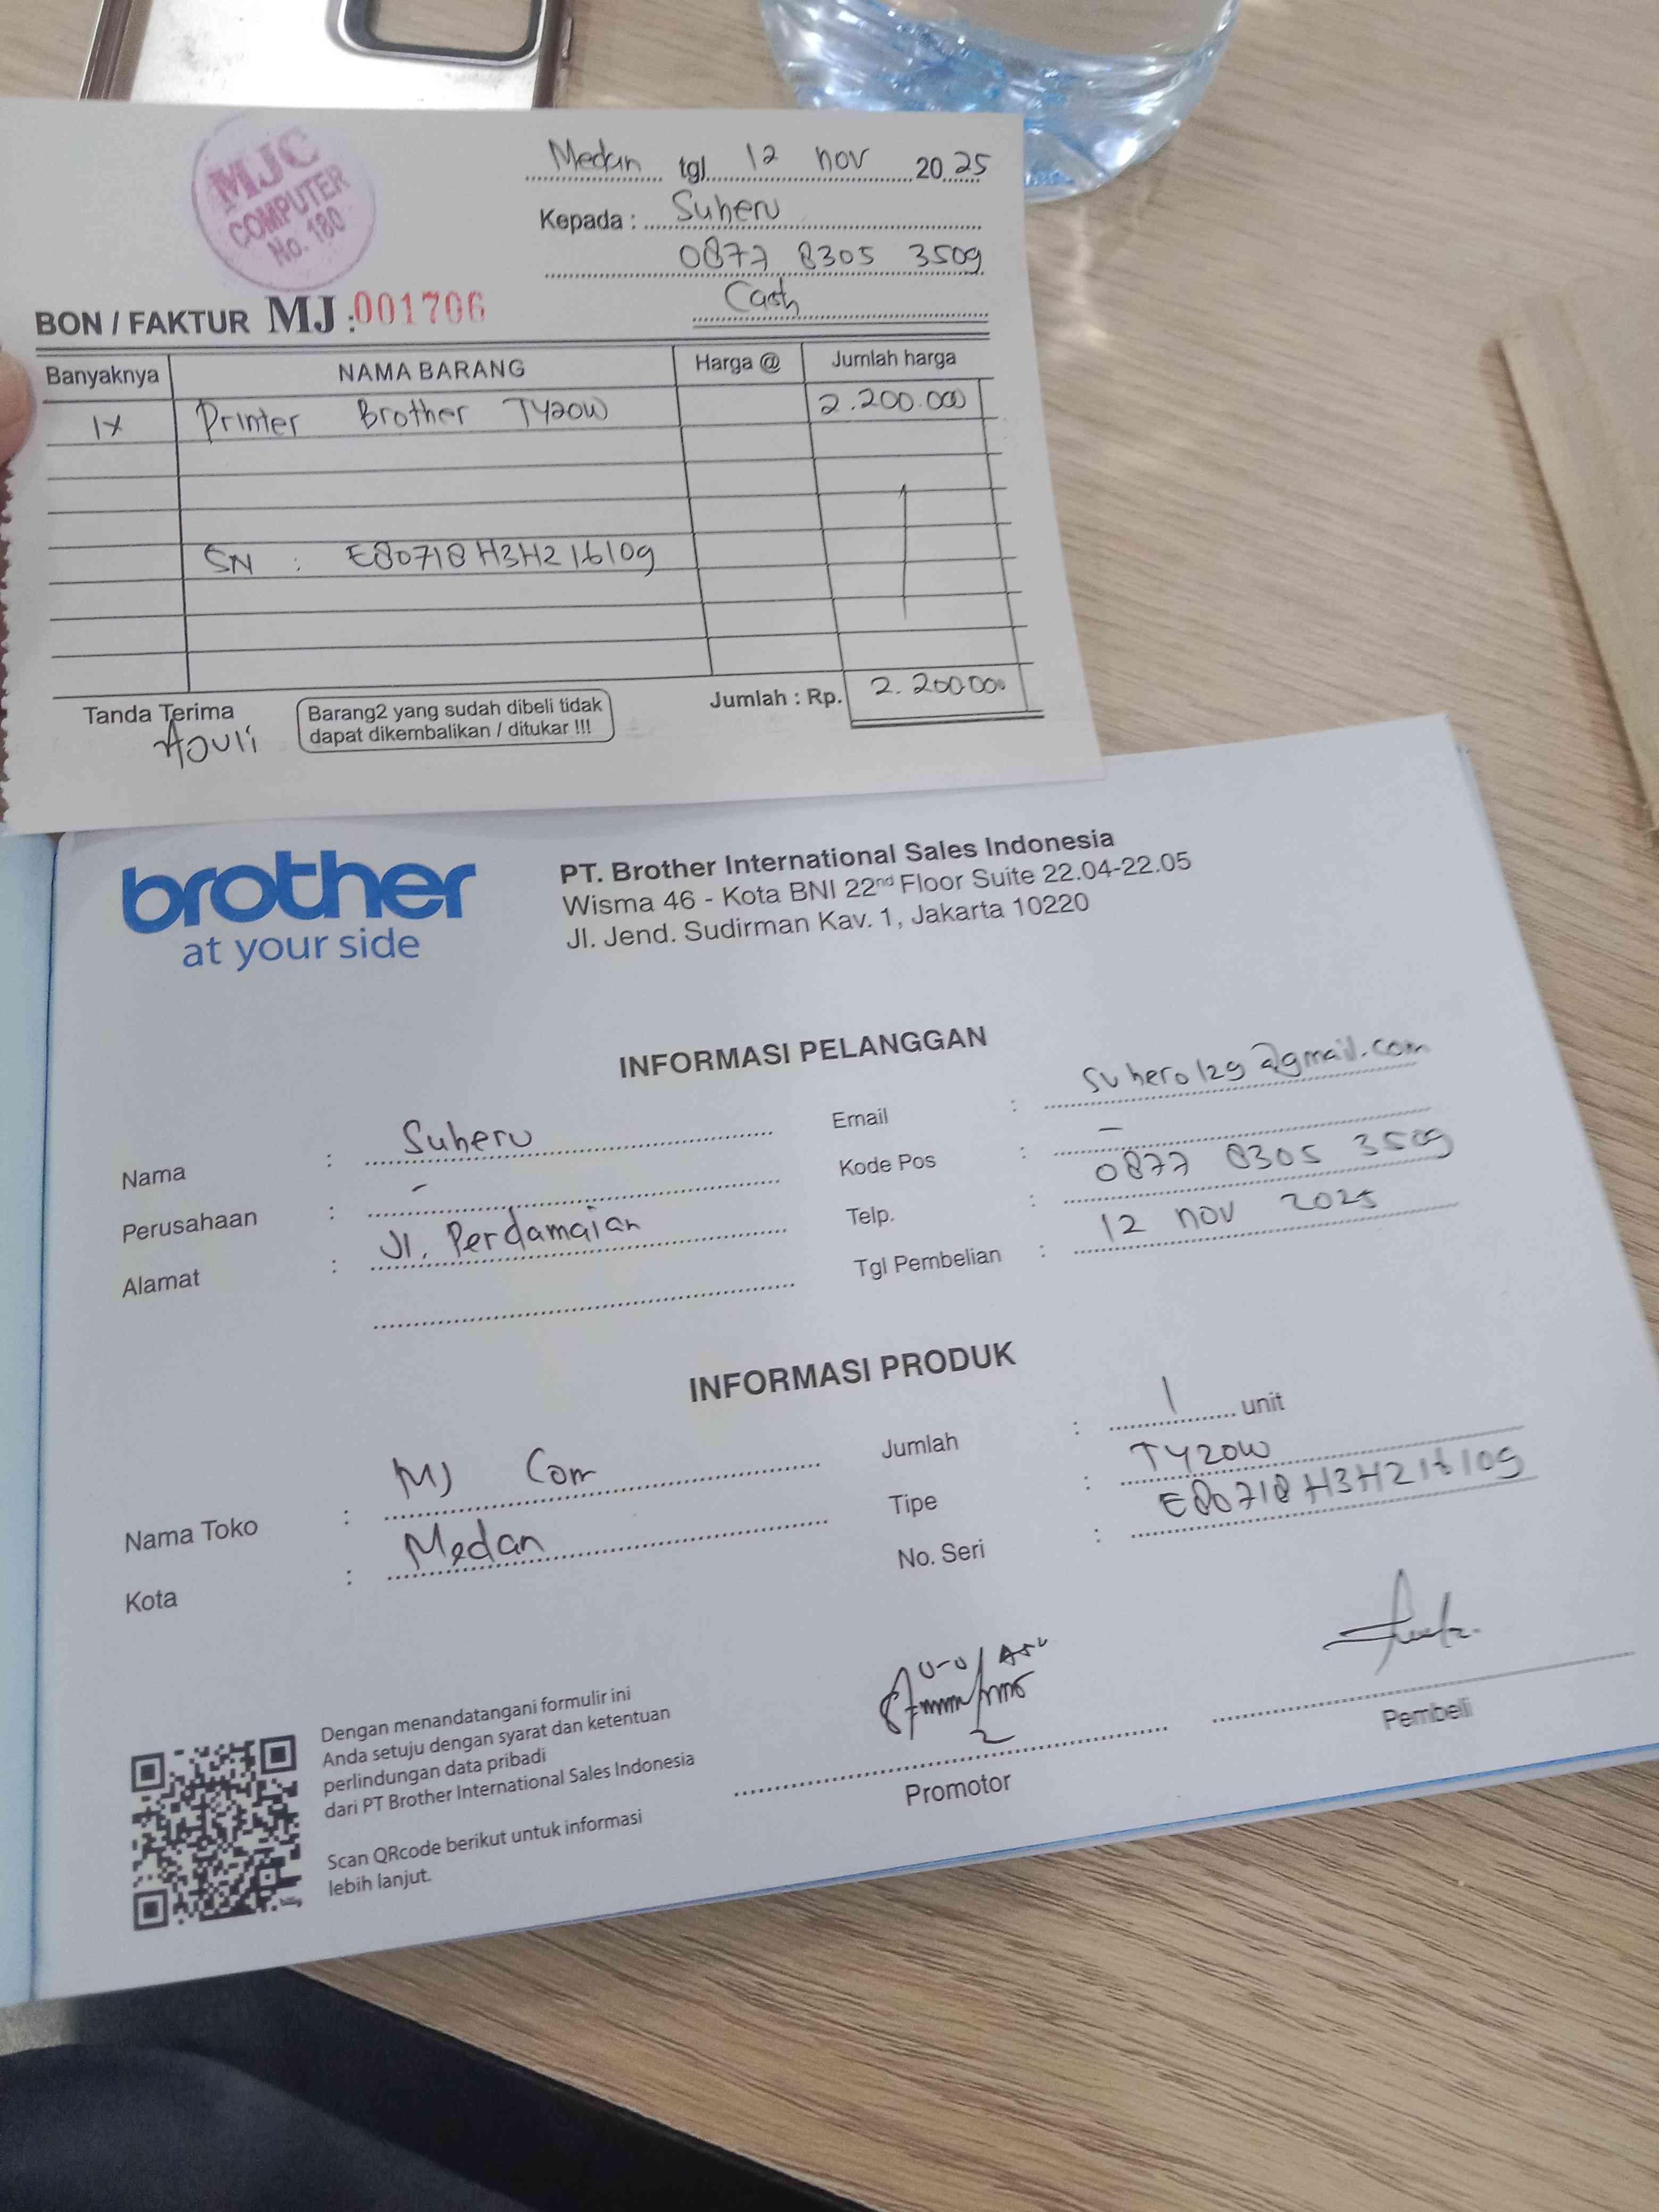 MJC
COMPUTER
No. 180
Medan tgl. 12 nov 2025
Kepada : Suheru
0877 8305 3509
Cash
BON / FAKTUR MJ : 001706
Banyaknya NAMA BARANG Harga @ Jumlah harga
1x Printer Brother T420W 2.200.000
SN : E80718H3H216109
Tanda Terima
Barang2 yang sudah dibeli tidak
dapat dikembalikan / ditukar !!!
Jumlah : Rp. 2.200.000
brother
at your side
PT. Brother International Sales Indonesia
Wisma 46 - Kota BNI 22nd Floor Suite 22.04-22.05
Jl. Jend. Sudirman Kav. 1, Jakarta 10220
INFORMASI PELANGGAN
Nama : Suheru
Perusahaan : -
Alamat : Jl. Perdamaian
Email : suhero129@gmail.com
Kode Pos : -
Telp. : 0877 8305 3509
Tgl Pembelian : 12 nov 2025
INFORMASI PRODUK
Nama Toko : MJ Com
Kota : Medan
Jumlah : 1 unit
Tipe : T420W
No. Seri : E80718H3H216109
Dengan menandatangani formulir ini
Anda setuju dengan syarat dan ketentuan
perlindungan data pribadi
dari PT Brother International Sales Indonesia
Scan QRcode berikut untuk informasi
lebih lanjut.
Promotor
Pembeli